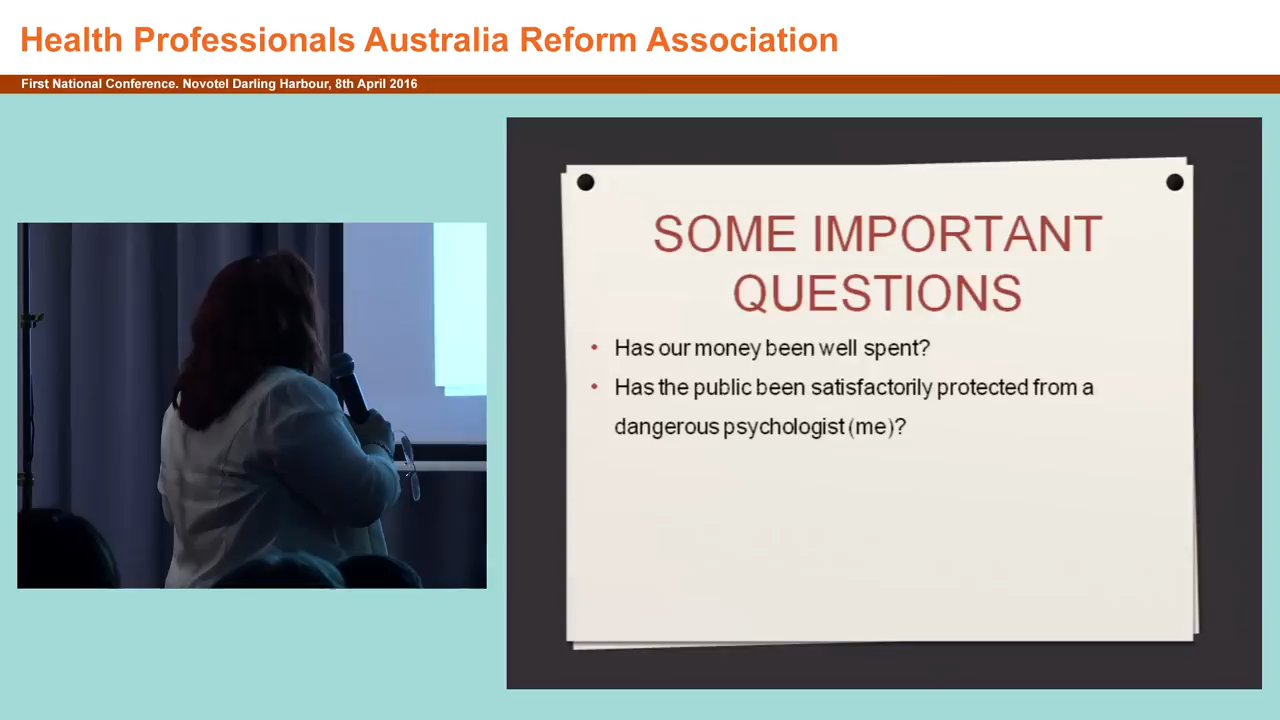 Health Professionals Australia Reform Association
First National Conference. Novotel Darling Harbour, 8th April 2016
SOME IMPORTANT
QUESTIONS
• Has our money been well spent?
• Has the public been satisfactorily protected from a
dangerous psychologist (me)?